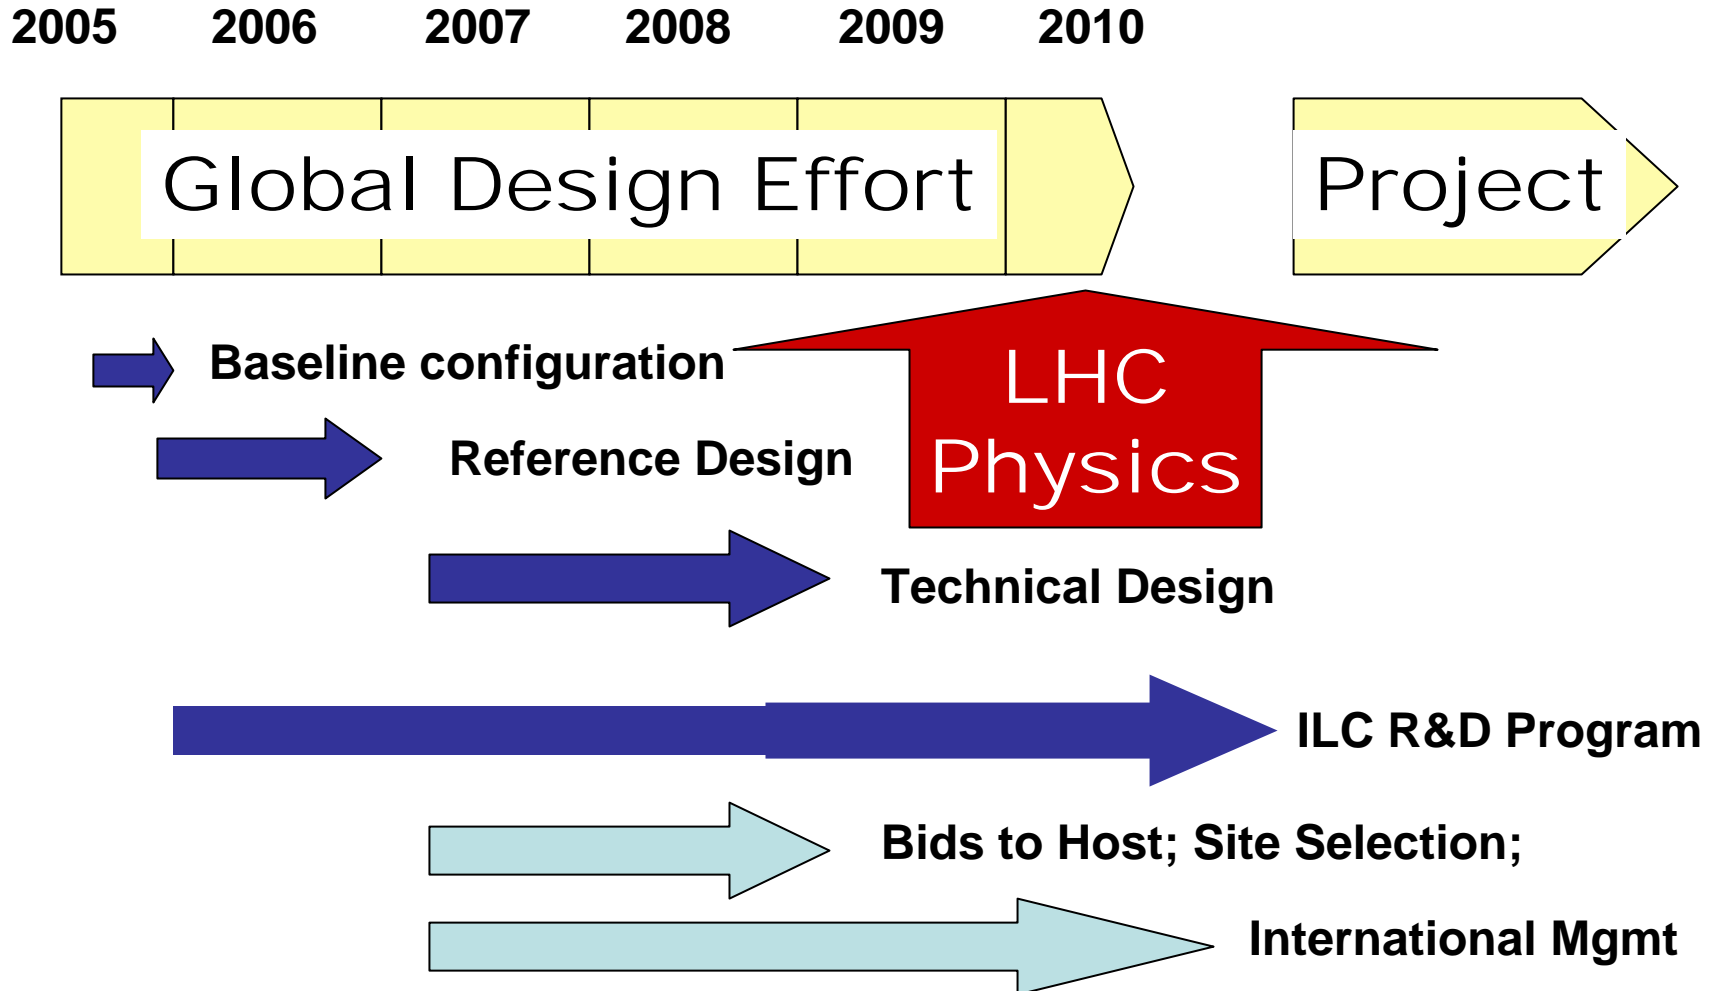 2005 2006 2007 2008 2009 2010
Global Design Effort
Project
Baseline configuration
LHC
Physics
Reference Design
Technical Design
ILC R&D Program
Bids to Host; Site Selection;
International Mgmt